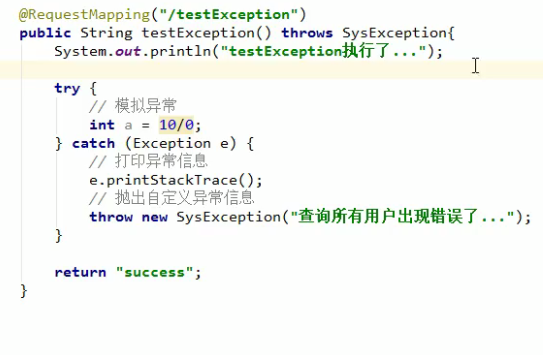 @RequestMapping("/testException")
public String testException() throws SysException{
System.out.println("testException执行了...");
try {
// 模拟异常
int a = 10/0;
} catch (Exception e) {
// 打印异常信息
e.printStackTrace();
// 抛出自定义异常信息
throw new SysException("查询所有用户出现错误了...");
}
return "success";
}